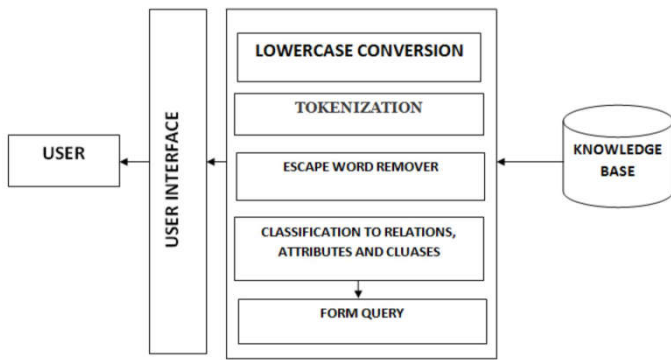 USER
USER INTERFACE
LOWERCASE CONVERSION
TOKENIZATION
ESCAPE WORD REMOVER
CLASSIFICATION TO RELATIONS,
ATTRIBUTES AND CLUASES
FORM QUERY
KNOWLEDGE
BASE